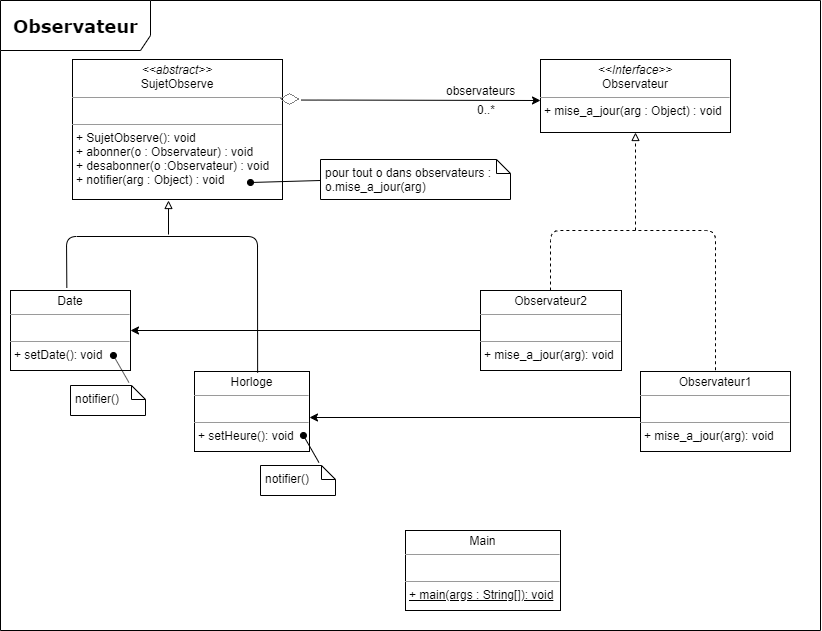 Observateur
<<abstract>>
SujetObserve
+ SujetObserve(): void
+ abonner(o : Observateur) : void
+ desabonner(o :Observateur) : void
+ notifier(arg : Object) : void
observateurs
0..*
<<Interface>>
Observateur
+ mise_a_jour(arg : Object) : void
pour tout o dans observateurs :
o.mise_a_jour(arg)
Date
+ setDate(): void
notifier()
Observateur2
+ mise_a_jour(arg): void
Horloge
+ setHeure(): void
notifier()
Observateur1
+ mise_a_jour(arg): void
Main
+ main(args : String[]): void